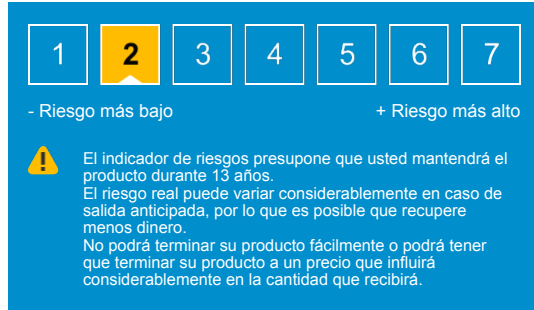 1 2 3 4 5 6 7
- Riesgo más bajo + Riesgo más alto
El indicador de riesgos presupone que usted mantendrá el
producto durante 13 años.
El riesgo real puede variar considerablemente en caso de
salida anticipada, por lo que es posible que recupere
menos dinero.
No podrá terminar su producto fácilmente o podrá tener
que terminar su producto a un precio que influirá
considerablemente en la cantidad que recibirá.